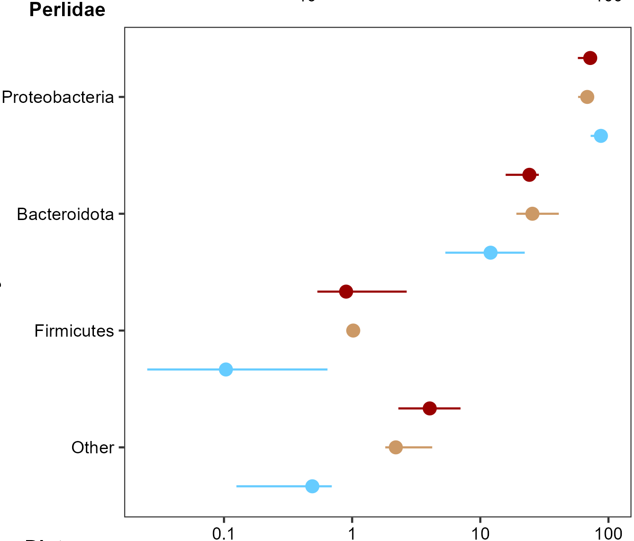 Perlidae
Proteobacteria
Bacteroidota
Firmicutes
Other
0.1 1 10 100